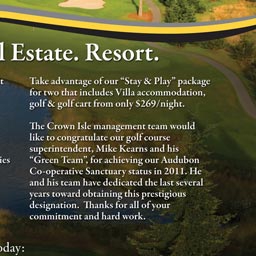 l Estate. Resort.
Take advantage of our “Stay & Play” package
for two that includes Villa accommodation,
golf & golf cart from only $269/night.
The Crown Isle management team would
like to congratulate our golf course
superintendent, Mike Kearns and his
“Green Team”, for achieving our Audubon
Co-operative Sanctuary status in 2011. He
and his team have dedicated the last several
years toward obtaining this prestigious
designation. Thanks for all of your
commitment and hard work.
oday: